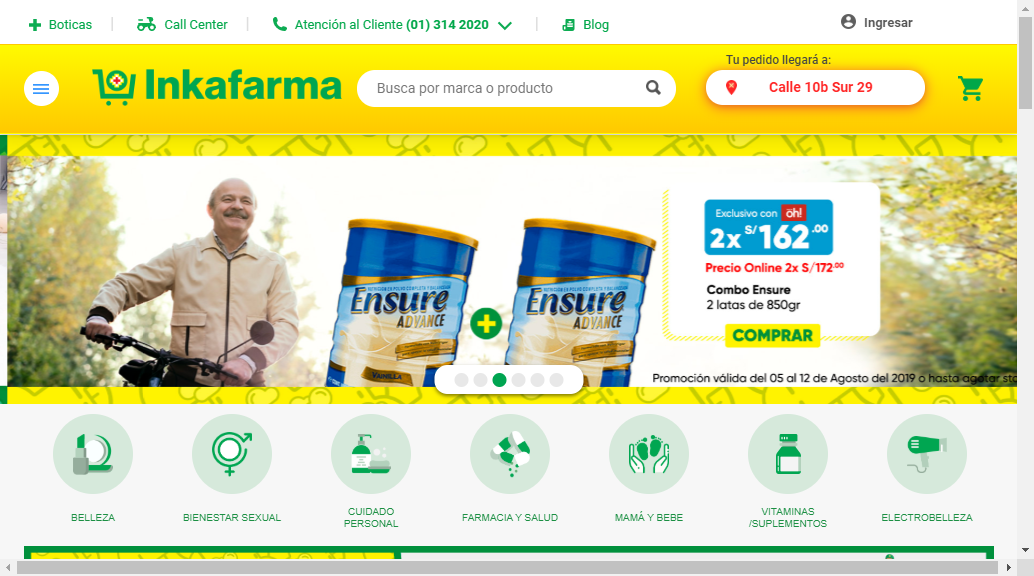 Boticas
Call Center
Atención al Cliente (01) 314 2020
Blog
Ingresar
Inkafarma
Busca por marca o producto
Tu pedido llegará a:
Calle 10b Sur 29
Exclusivo con oh!
2x S/162.00
Precio Online 2x S/172.00
Combo Ensure
2 latas de 850gr
COMPRAR
Ensure
ADVANCE
VAINILLA
Ensure
ADVANCE
Promoción válida del 05 al 12 de Agosto del 2019 o hasta agotar sto
BELLEZA
BIENESTAR SEXUAL
CUIDADO
PERSONAL
FARMACIA Y SALUD
MAMÁ Y BEBE
VITAMINAS
/SUPLEMENTOS
ELECTROBELLEZA